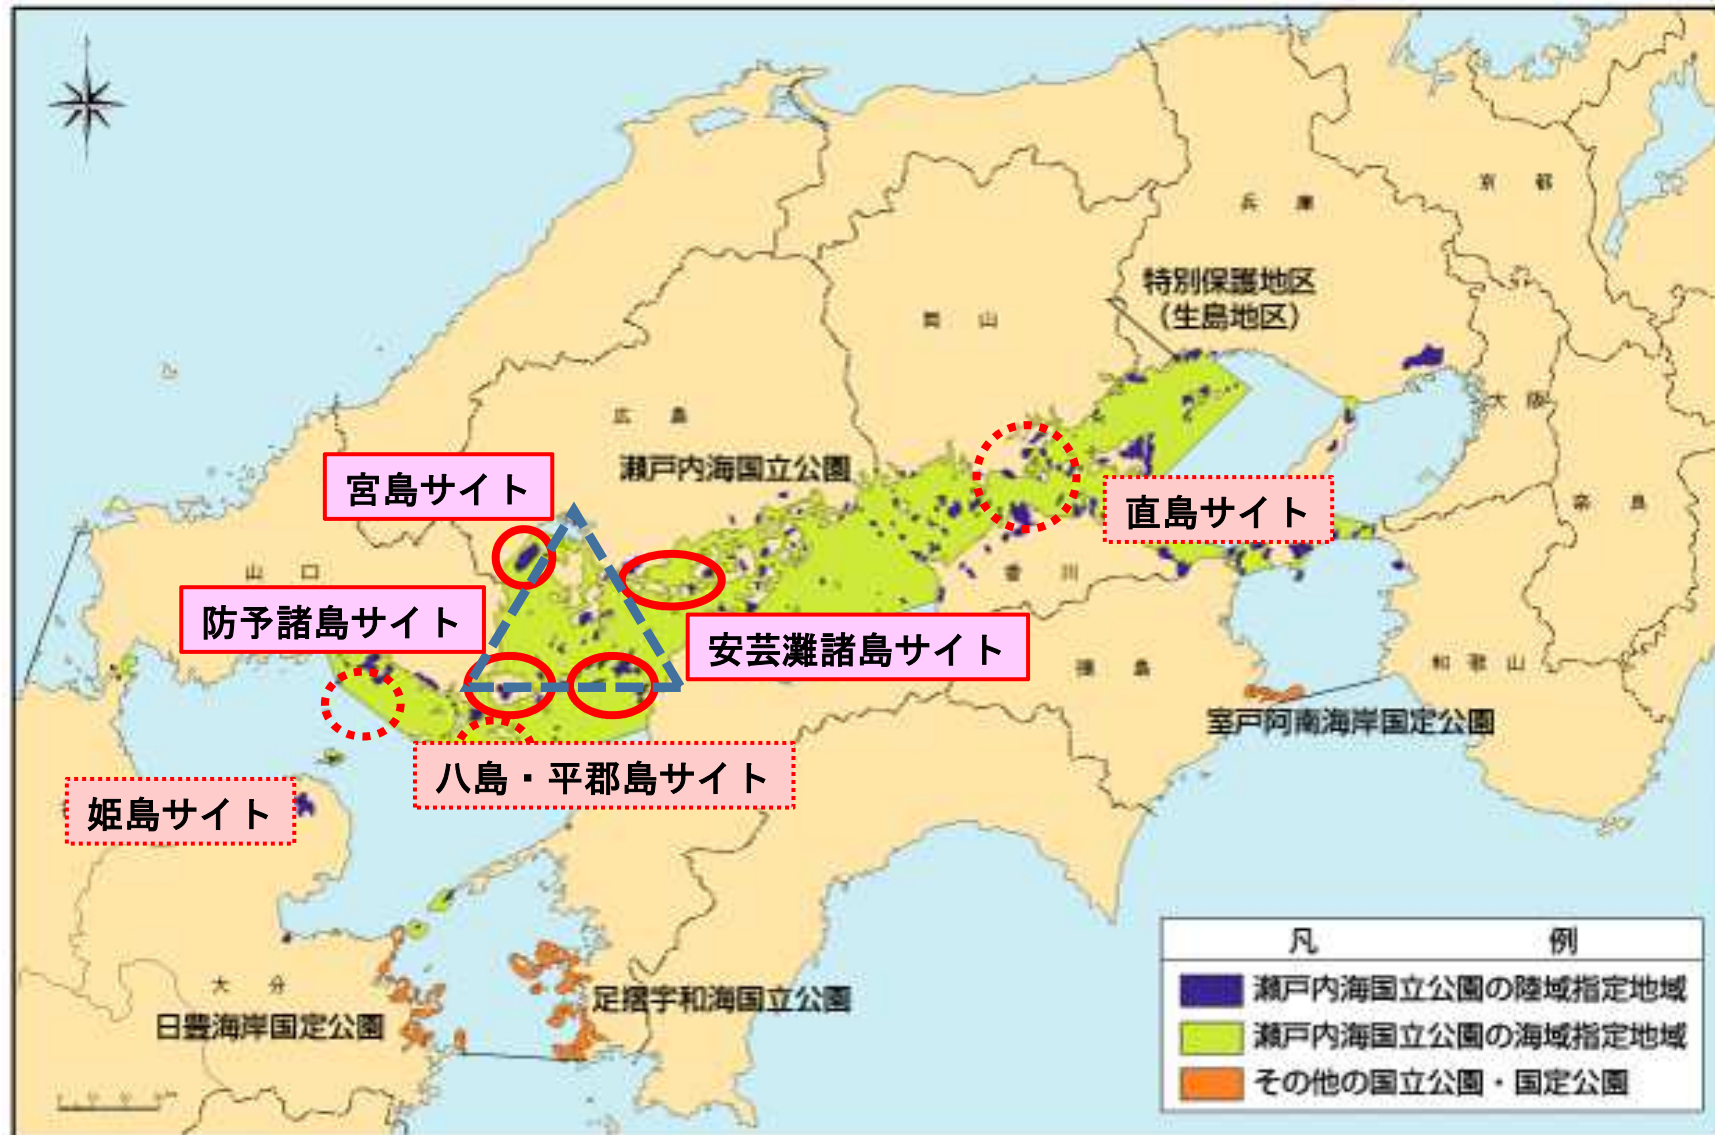 京 都
兵 庫
特別保護地区
(生島地区)
岡 山
大 阪
広 島
瀬戸内海国立公園
宮島サイト
直島サイト
奈 良
山 口
香 川
防予諸島サイト
安芸灘諸島サイト
徳 島
和 歌 山
室戸阿南海岸国定公園
八島・平郡島サイト
姫島サイト
大 分
日豊海岸国定公園
足摺宇和海国立公園
凡 例
瀬戸内海国立公園の陸域指定地域
瀬戸内海国立公園の海域指定地域
その他の国立公園・国定公園